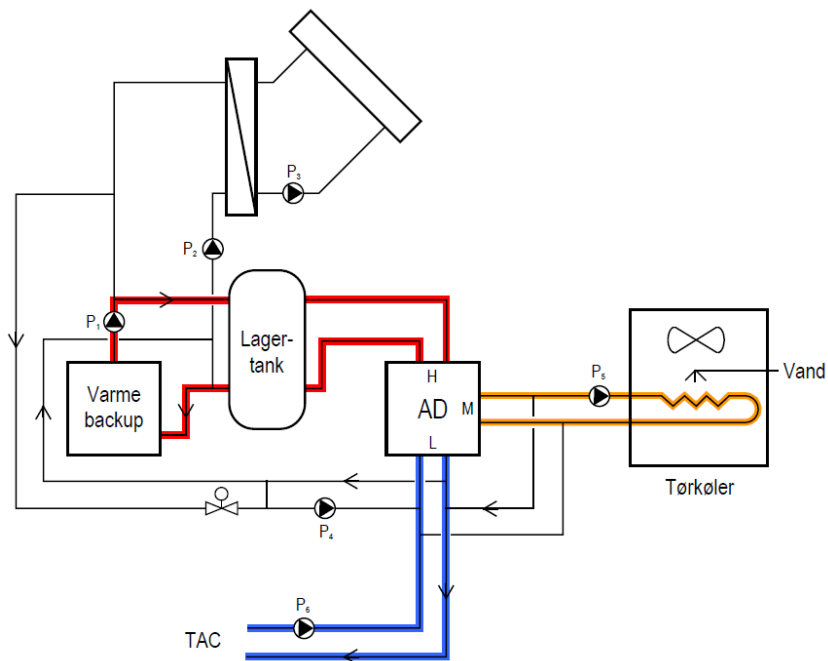 P₃
P₂
P₁
Lager-
tank
Varme
backup
H
AD
M
L
P₅
Vand
Tørkøler
P₄
P₆
TAC